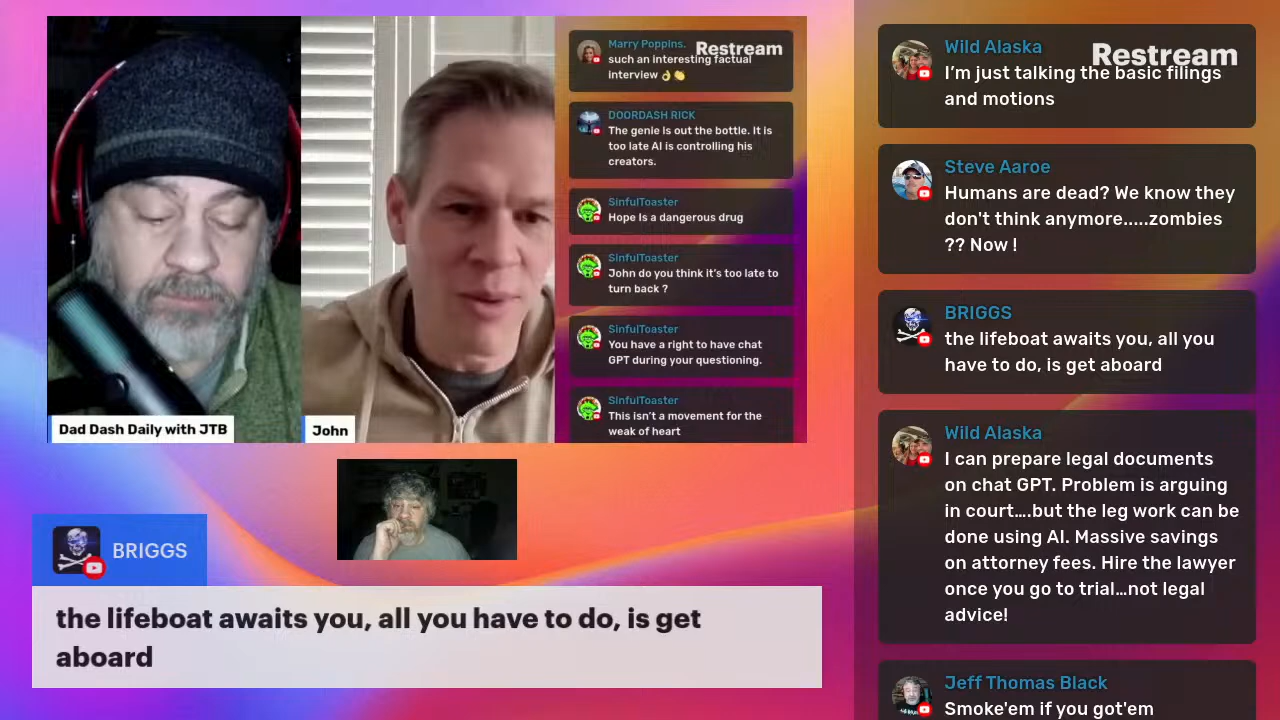 Marry Poppins.
Restream
such an interesting factual
interview 👌👏
DOORDASH RICK
The genie is out the bottle. It is
too late AI is controlling his
creators.
SinfulToaster
Hope Is a dangerous drug
SinfulToaster
John do you think it's too late to
turn back ?
SinfulToaster
You have a right to have chat
GPT during your questioning.
SinfulToaster
This isn't a movement for the
weak of heart
Dad Dash Daily with JTB
John
BRIGGS
the lifeboat awaits you, all you have to do, is get
aboard
Wild Alaska
Restream
I'm just talking the basic filings
and motions
Steve Aaroe
Humans are dead? We know they
don't think anymore.....zombies
?? Now !
BRIGGS
the lifeboat awaits you, all you
have to do, is get aboard
Wild Alaska
I can prepare legal documents
on chat GPT. Problem is arguing
in court....but the leg work can be
done using AI. Massive savings
on attorney fees. Hire the lawyer
once you go to trial…not legal
advice!
Jeff Thomas Black
Smoke'em if you got'em